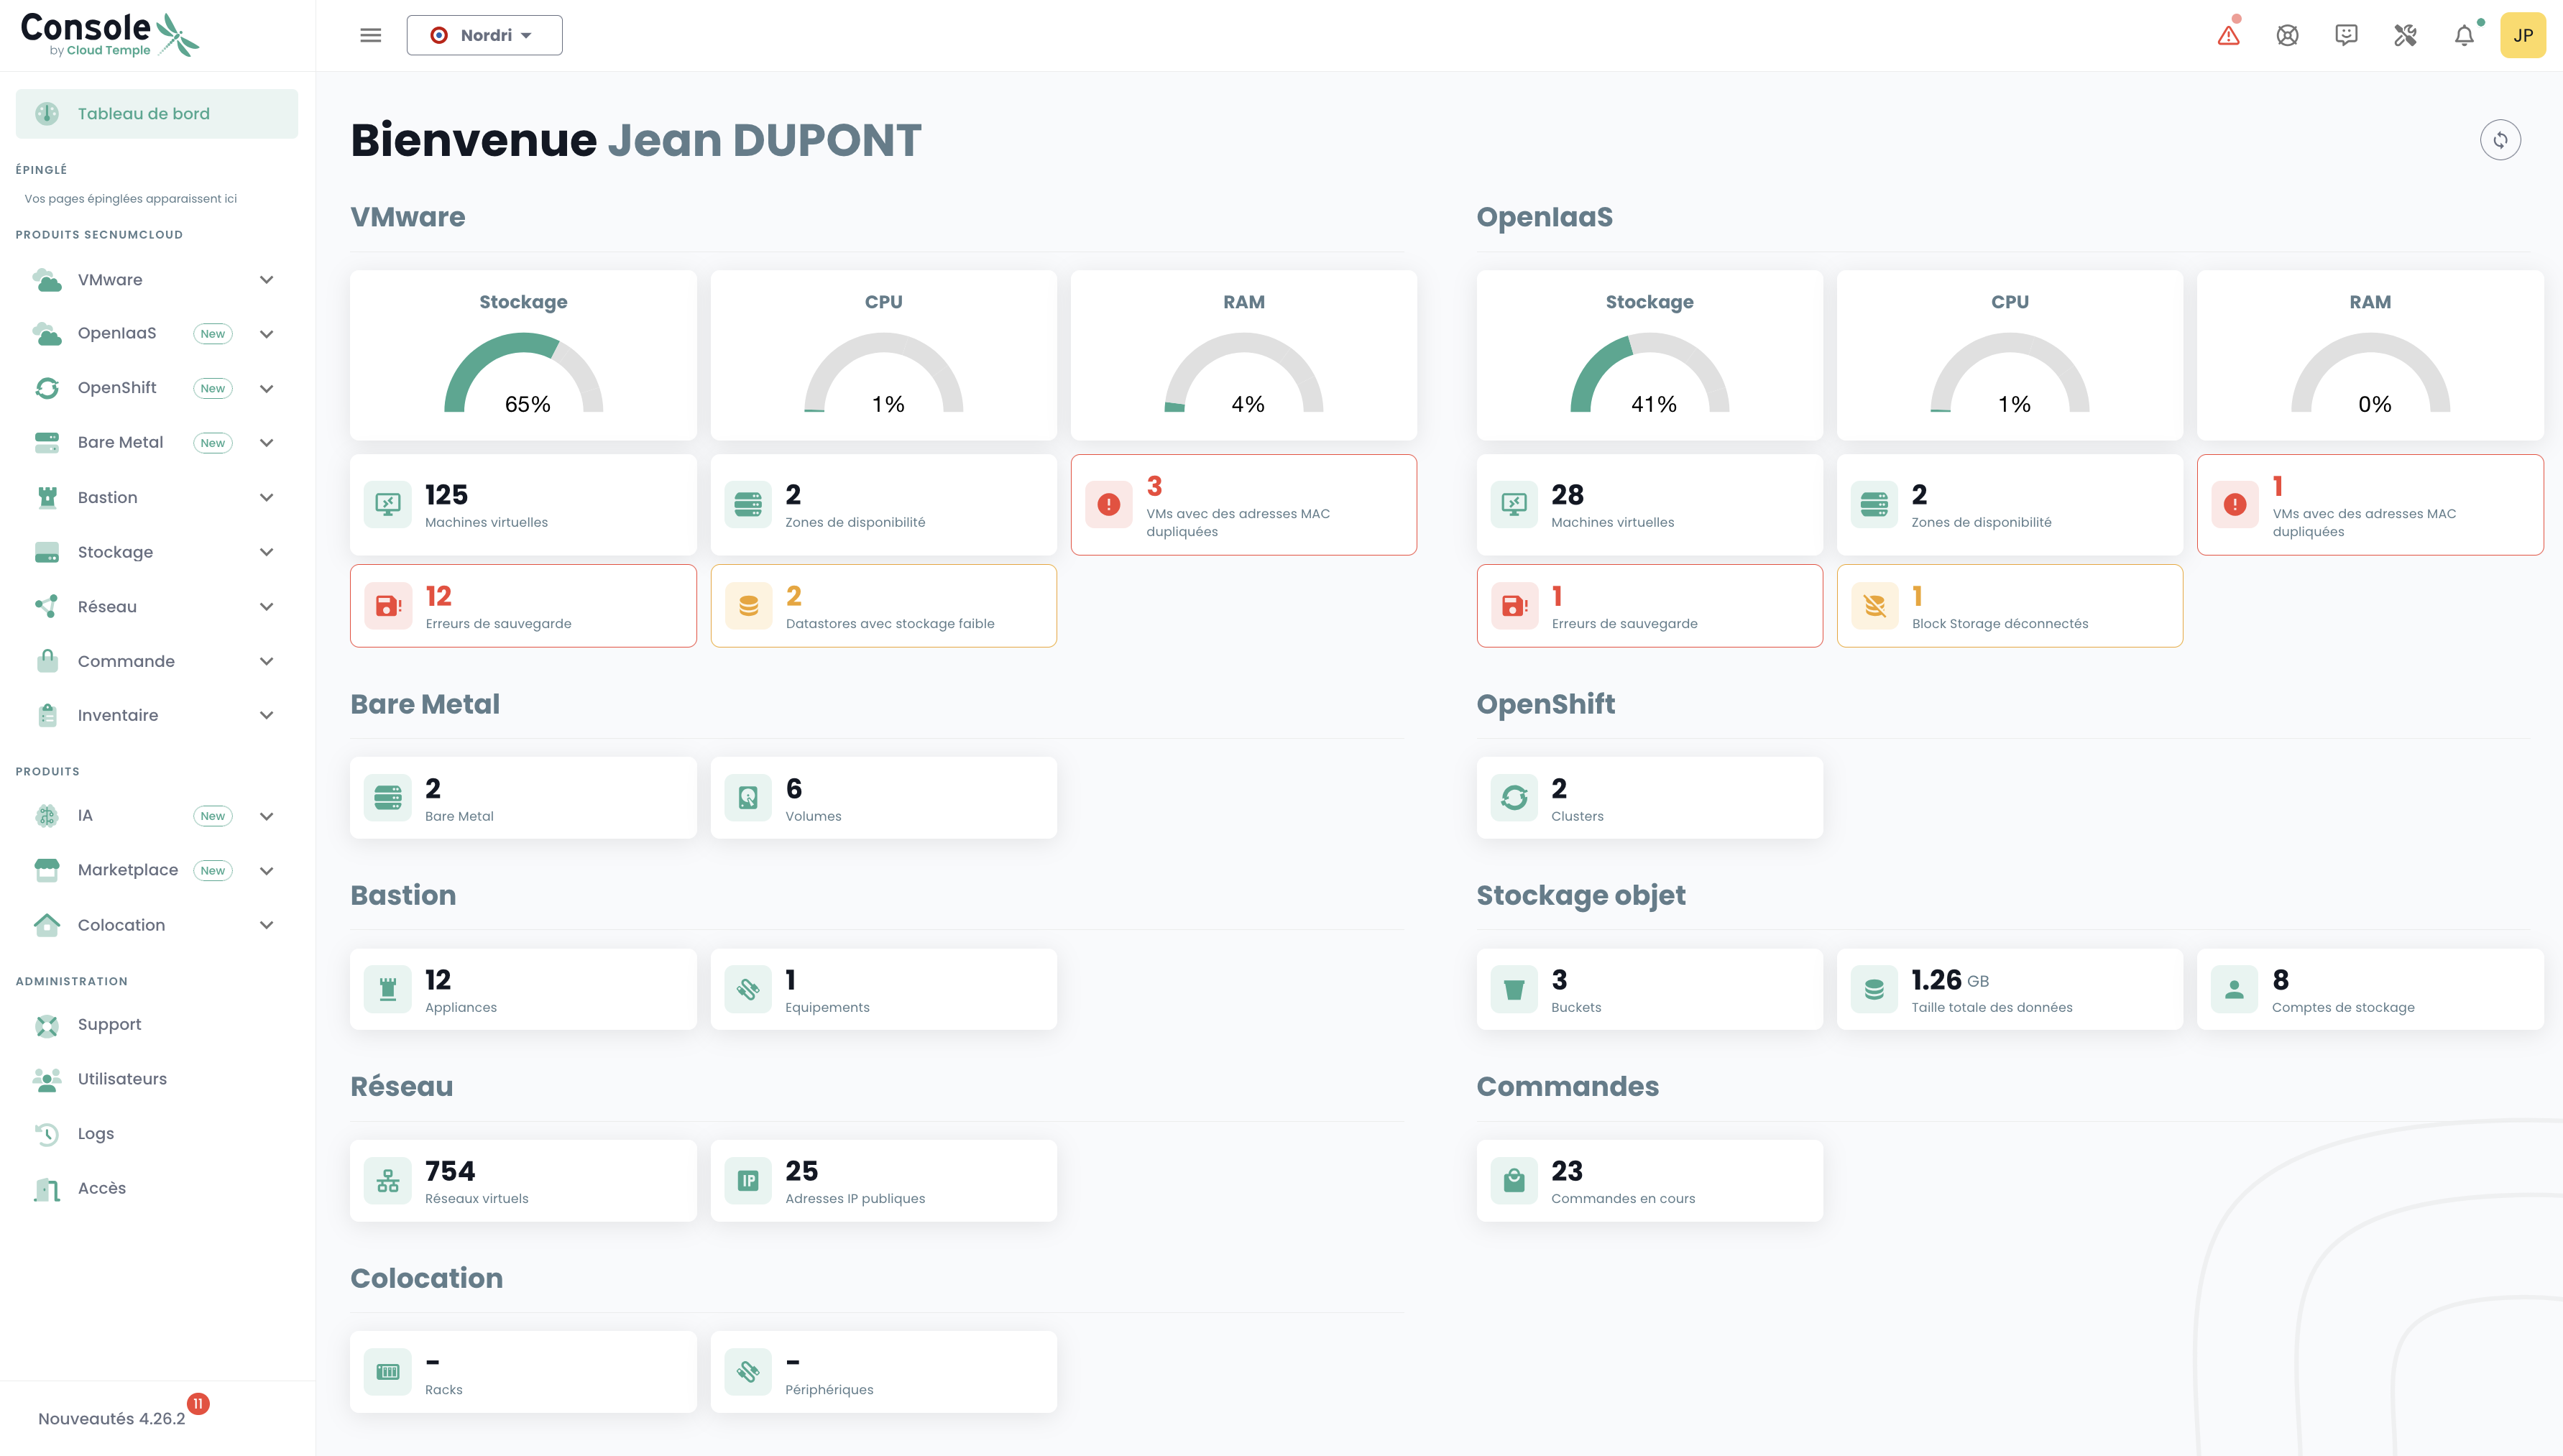 Console
by Cloud Temple
Nordri
JP
Tableau de bord
ÉPINGLÉ
Vos pages épinglées apparaissent ici
PRODUITS SECNUMCLOUD
VMware
OpenIaaS New
OpenShift New
Bare Metal New
Bastion
Stockage
Réseau
Commande
Inventaire
PRODUITS
IA New
Marketplace New
Colocation
ADMINISTRATION
Support
Utilisateurs
Logs
Accès
Nouveautés 4.26.2
11
Bienvenue Jean DUPONT
VMware
Stockage
65%
CPU
1%
RAM
4%
125
Machines virtuelles
2
Zones de disponibilité
3
VMs avec des adresses MAC
dupliquées
12
Erreurs de sauvegarde
2
Datastores avec stockage faible
OpenIaaS
Stockage
41%
CPU
1%
RAM
0%
28
Machines virtuelles
2
Zones de disponibilité
1
VMs avec des adresses MAC
dupliquées
1
Erreurs de sauvegarde
1
Block Storage déconnectés
Bare Metal
2
Bare Metal
6
Volumes
OpenShift
2
Clusters
Bastion
12
Appliances
1
Equipements
Stockage objet
3
Buckets
1.26 GB
Taille totale des données
8
Comptes de stockage
Réseau
754
Réseaux virtuels
IP
25
Adresses IP publiques
Commandes
23
Commandes en cours
Colocation
-
Racks
-
Périphériques